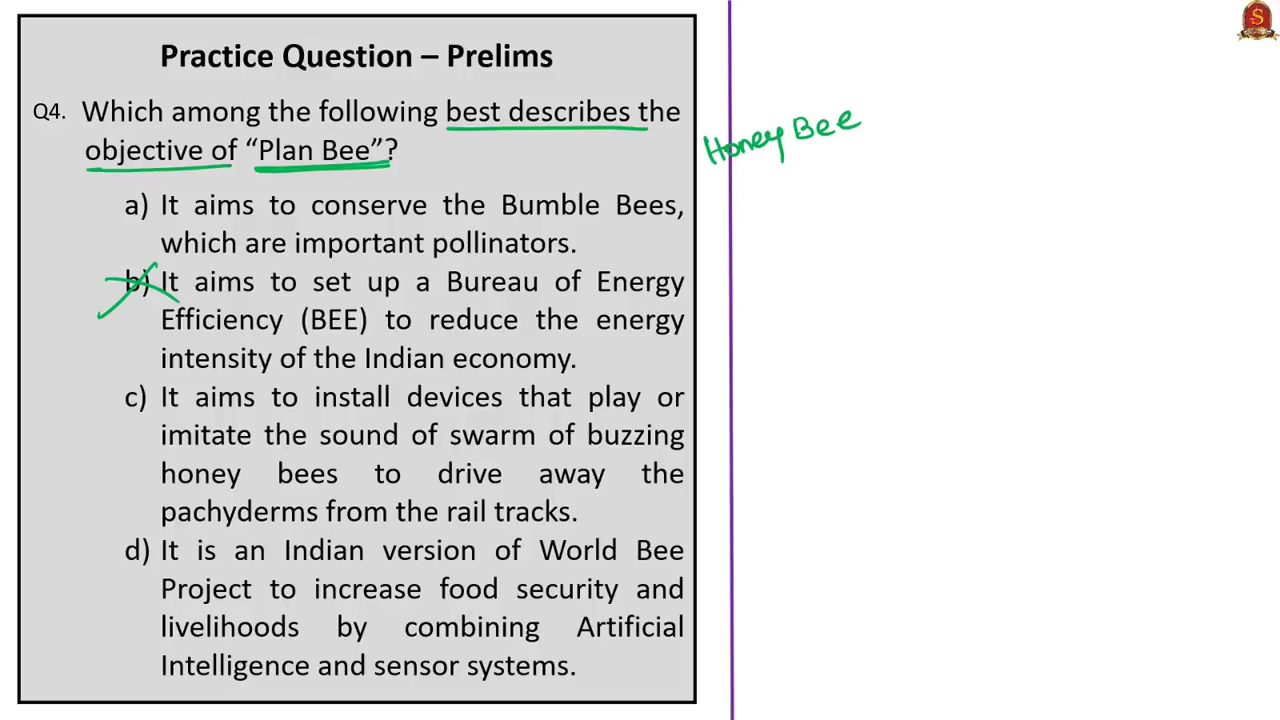 Practice Question – Prelims
Q4. Which among the following best describes the
objective of “Plan Bee”?
Honey Bee
a) It aims to conserve the Bumble Bees,
which are important pollinators.
b) It aims to set up a Bureau of Energy
Efficiency (BEE) to reduce the energy
intensity of the Indian economy.
c) It aims to install devices that play or
imitate the sound of swarm of buzzing
honey bees to drive away the
pachyderms from the rail tracks.
d) It is an Indian version of World Bee
Project to increase food security and
livelihoods by combining Artificial
Intelligence and sensor systems.
S